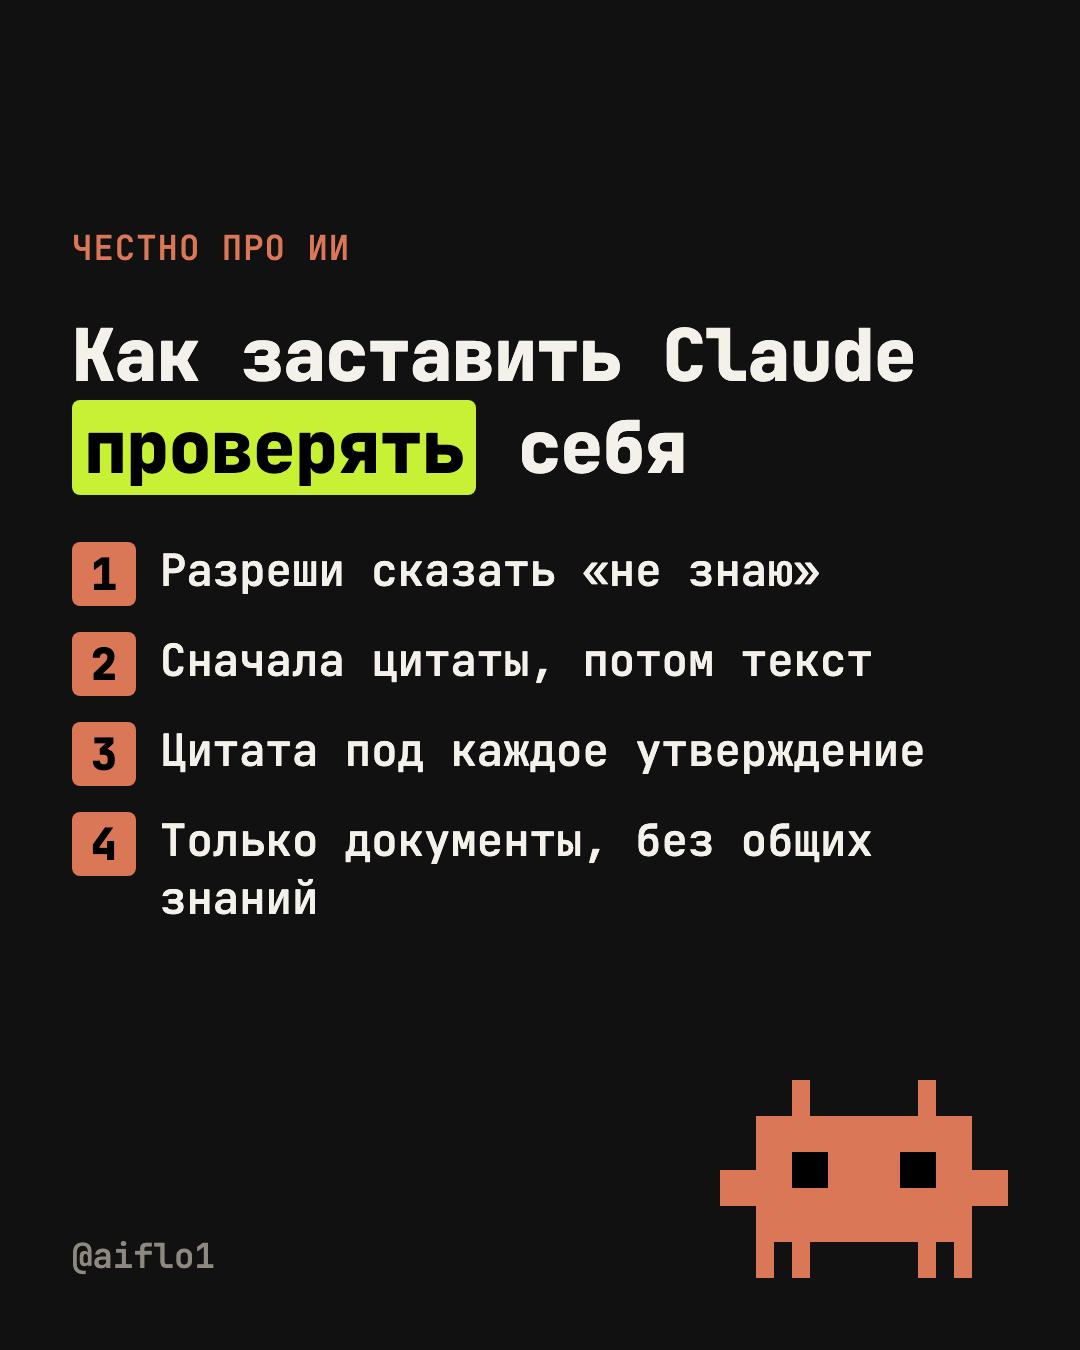 ЧЕСТНО ПРО ИИ
Как заставить Claude
проверять себя
1 Разреши сказать «не знаю»
2 Сначала цитаты, потом текст
3 Цитата под каждое утверждение
4 Только документы, без общих
знаний
@aiflo1